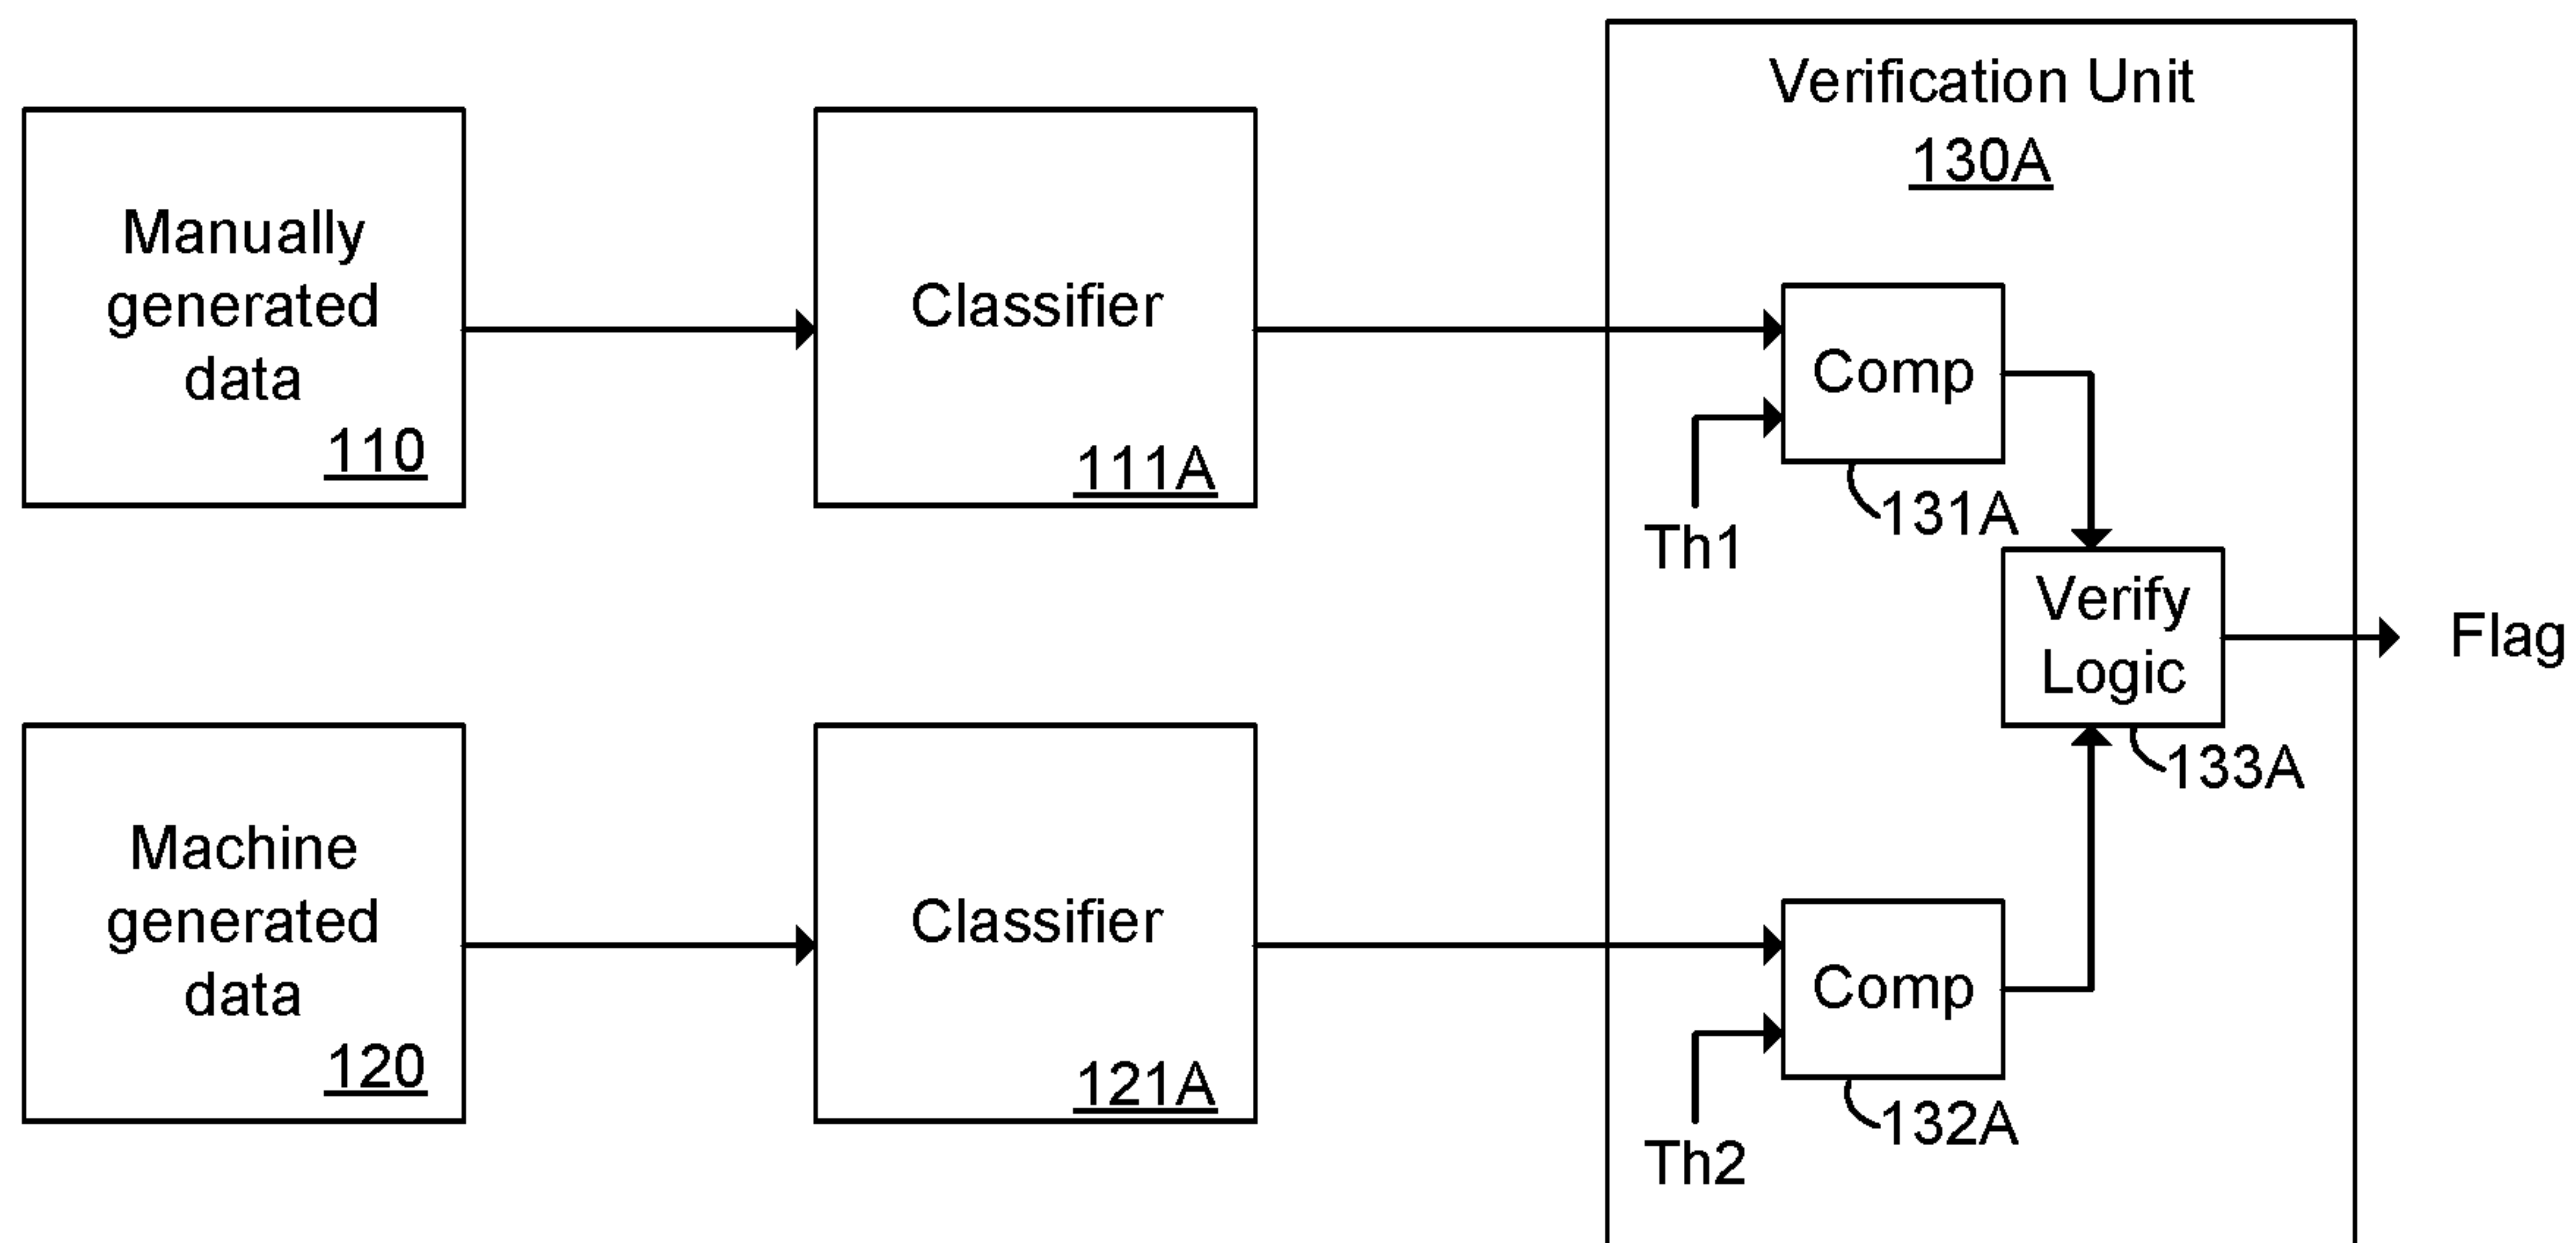 Verification Unit
130A
Manually
generated
data
110
Classifier
111A
Comp
131A
Th1
Verify
Logic
133A
Flag
Machine
generated
data
120
Classifier
121A
Comp
132A
Th2